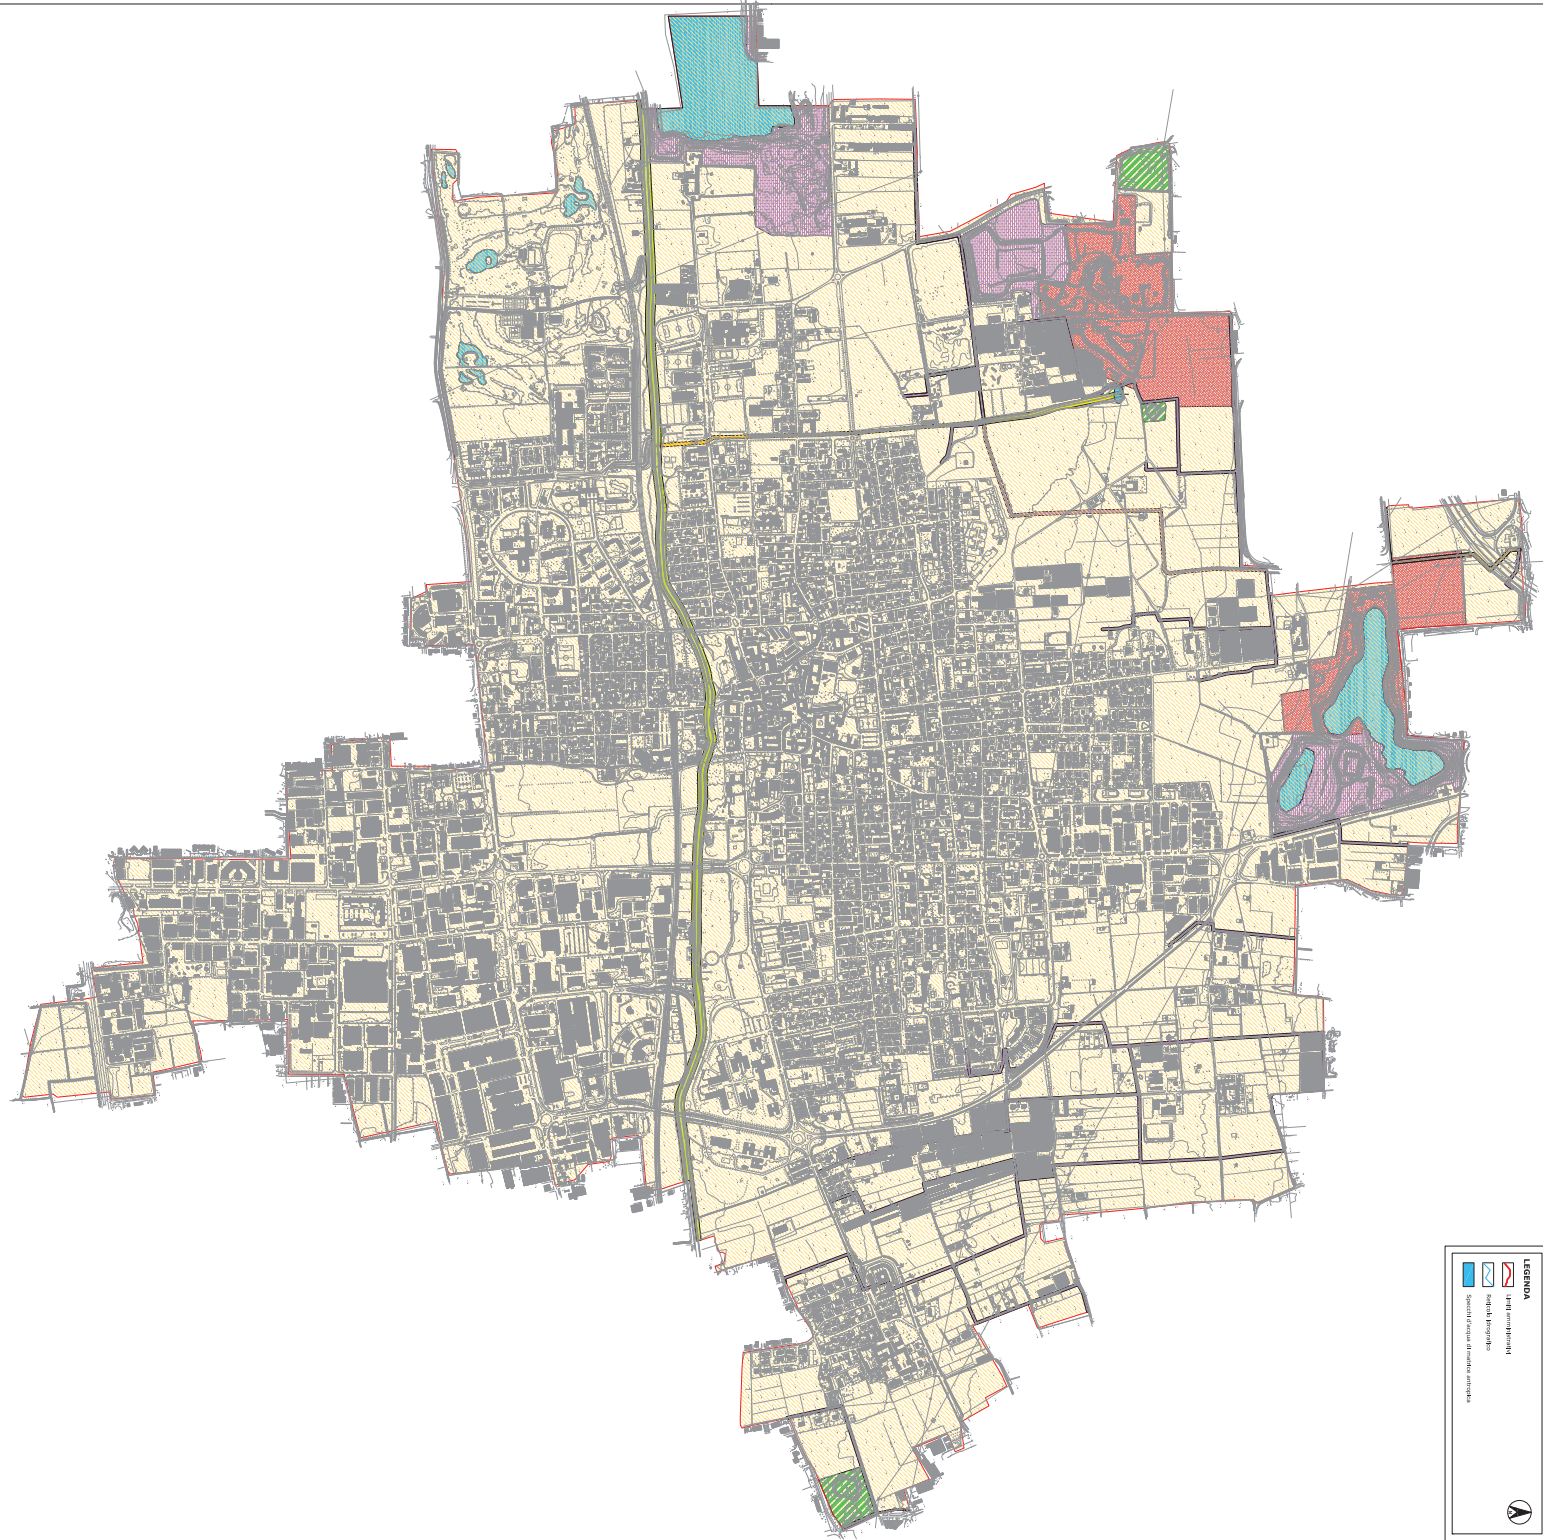 LEGENDA
Limiti amministrativi
Reticolo idrografico
Specchi d'acqua di matrice antropica